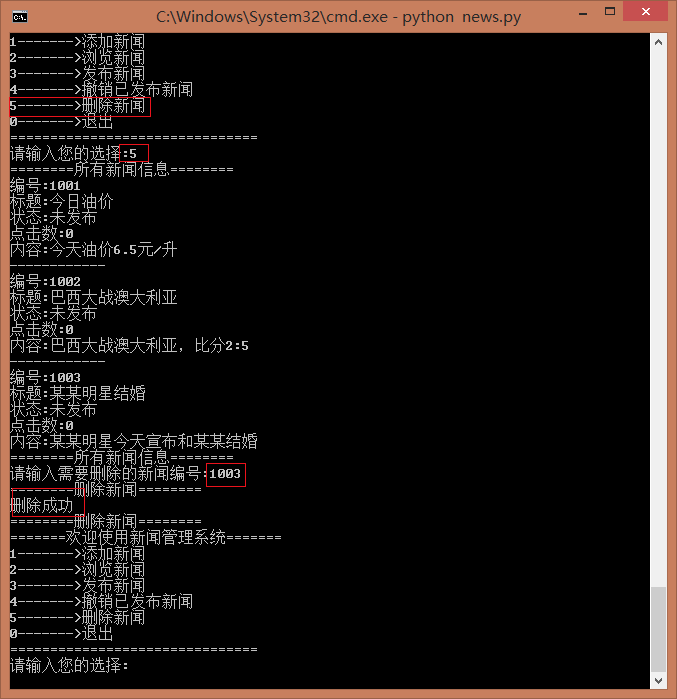 C:\Windows\System32\cmd.exe - python news.py
1------->添加新闻
2------->浏览新闻
3------->发布新闻
4------->撤销已发布新闻
5------->删除新闻
0------->退出
===============================
请输入您的选择:5
========所有新闻信息========
编号:1001
标题:今日油价
状态:未发布
点击数:0
内容:今天油价6.5元/升
------------
编号:1002
标题:巴西大战澳大利亚
状态:未发布
点击数:0
内容:巴西大战澳大利亚，比分2:5
------------
编号:1003
标题:某某明星结婚
状态:未发布
点击数:0
内容:某某明星今天宣布和某某结婚
========所有新闻信息========
请输入需要删除的新闻编号:1003
========删除新闻========
删除成功
========删除新闻========
=======欢迎使用新闻管理系统=======
1------->添加新闻
2------->浏览新闻
3------->发布新闻
4------->撤销已发布新闻
5------->删除新闻
0------->退出
===============================
请输入您的选择: